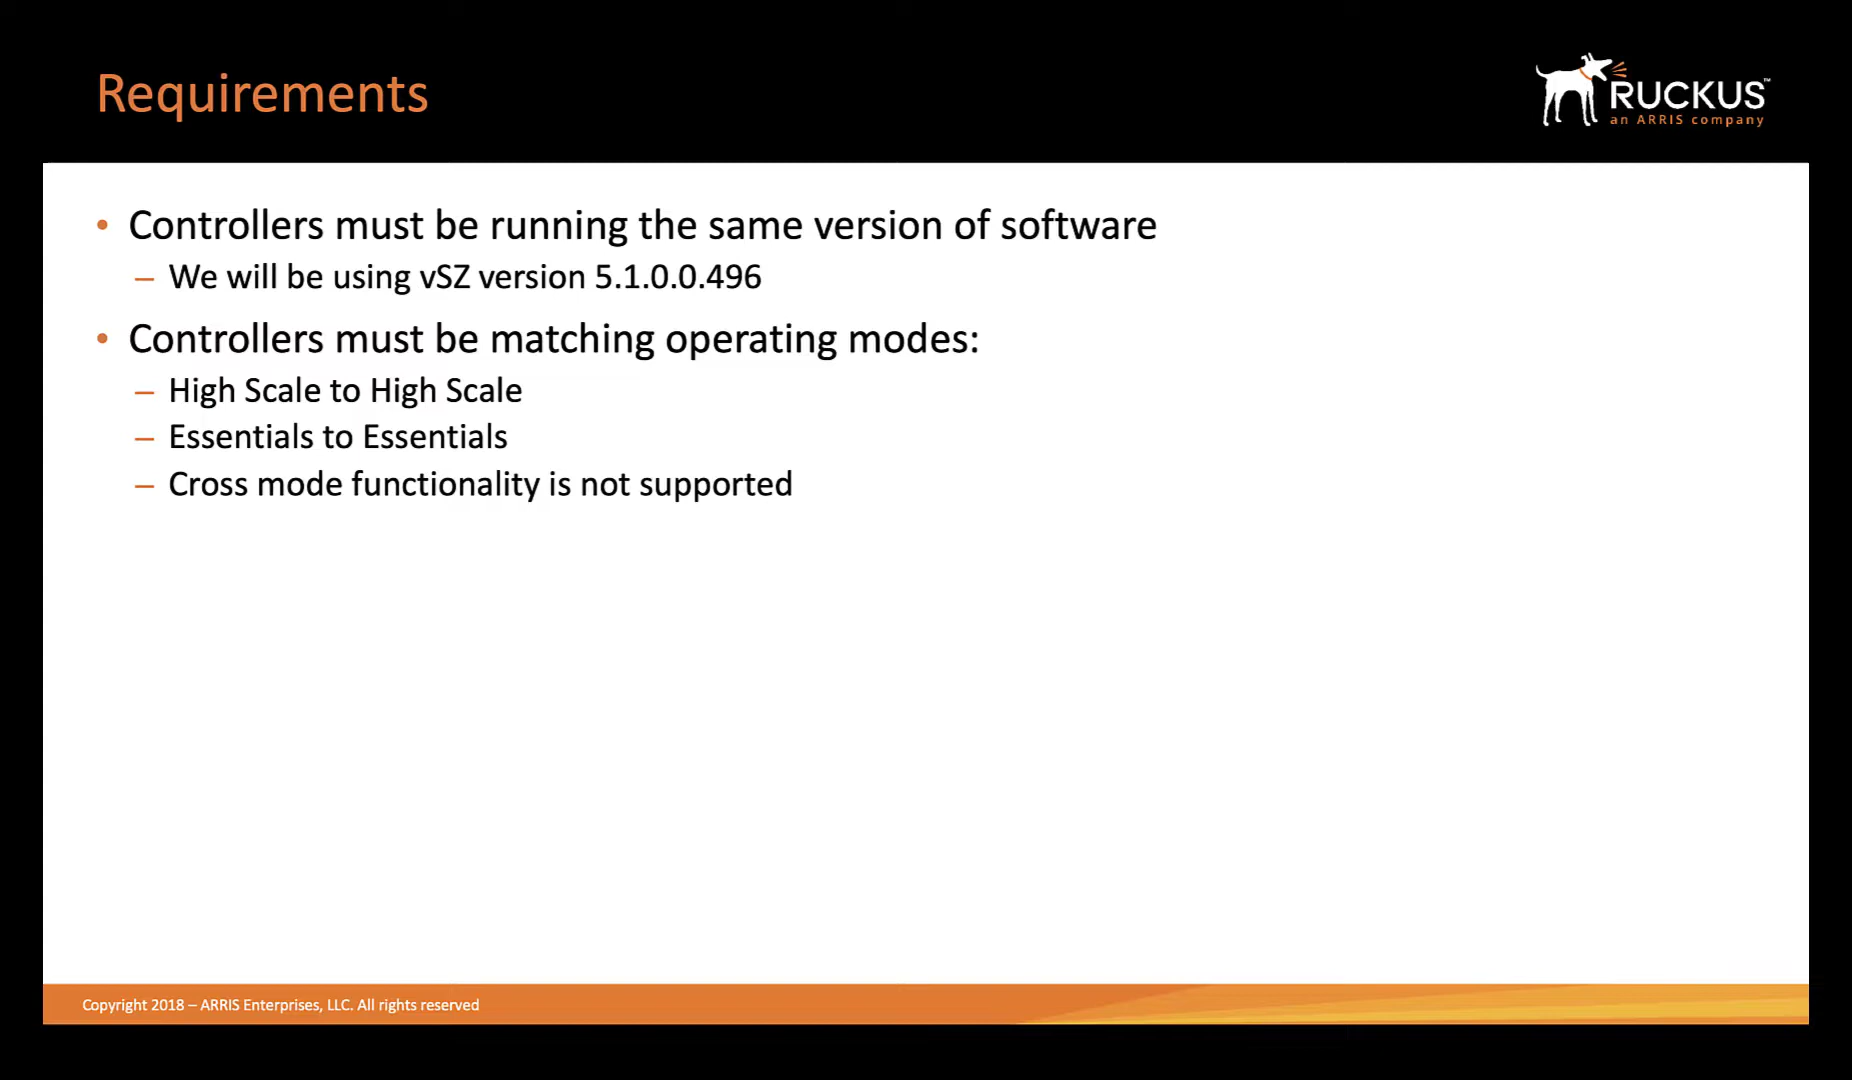 Requirements
RUCKUS™
an ARRIS company
• Controllers must be running the same version of software
– We will be using vSZ version 5.1.0.0.496
• Controllers must be matching operating modes:
– High Scale to High Scale
– Essentials to Essentials
– Cross mode functionality is not supported
Copyright 2018 – ARRIS Enterprises, LLC. All rights reserved